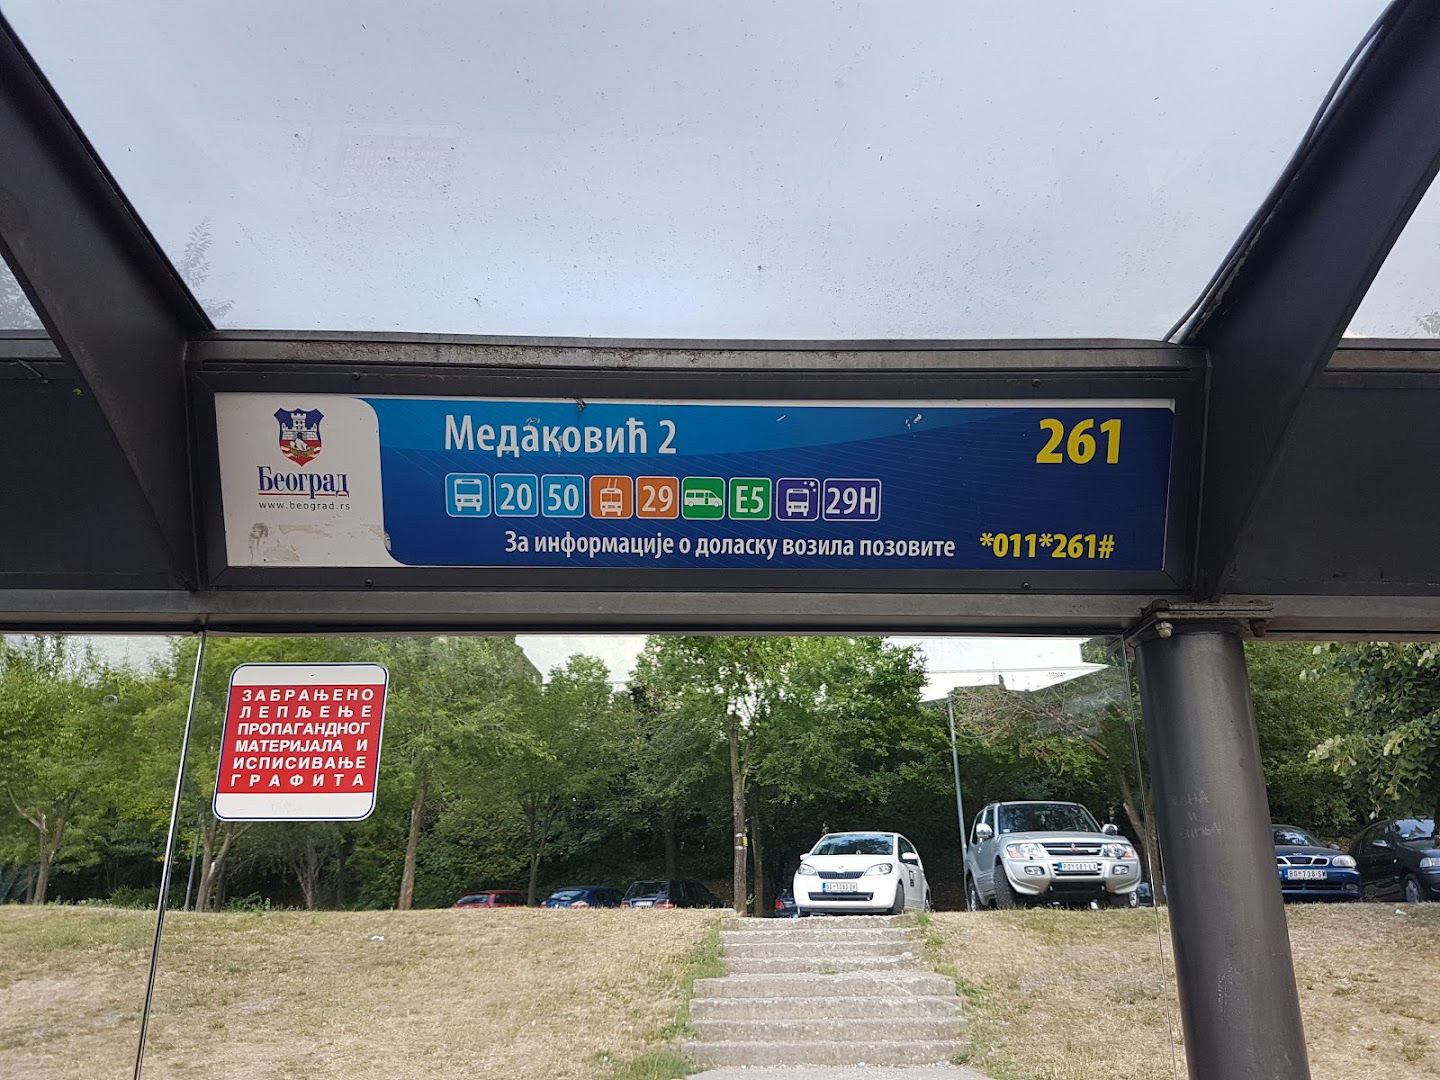 Медаковић 2
261
Београд
www.beograd.rs
20 50 29 E5 29Н
За информације о доласку возила позовите *011*261#
ЗАБРАЊЕНО
ЛЕПЉЕЊЕ
ПРОПАГАНДНОГ
МАТЕРИЈАЛА И
ИСПИСИВАЊЕ
ГРАФИТА